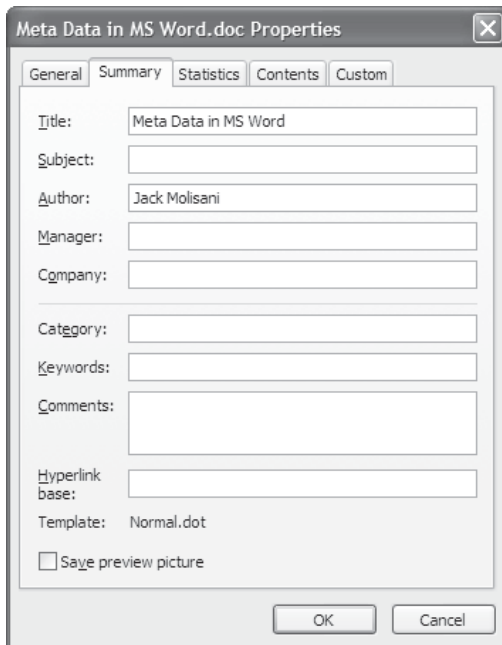 Meta Data in MS Word.doc Properties
General Summary Statistics Contents Custom
Title: Meta Data in MS Word
Subject:
Author: Jack Molisani
Manager:
Company:
Category:
Keywords:
Comments:
Hyperlink
base:
Template: Normal.dot
Save preview picture
OK Cancel